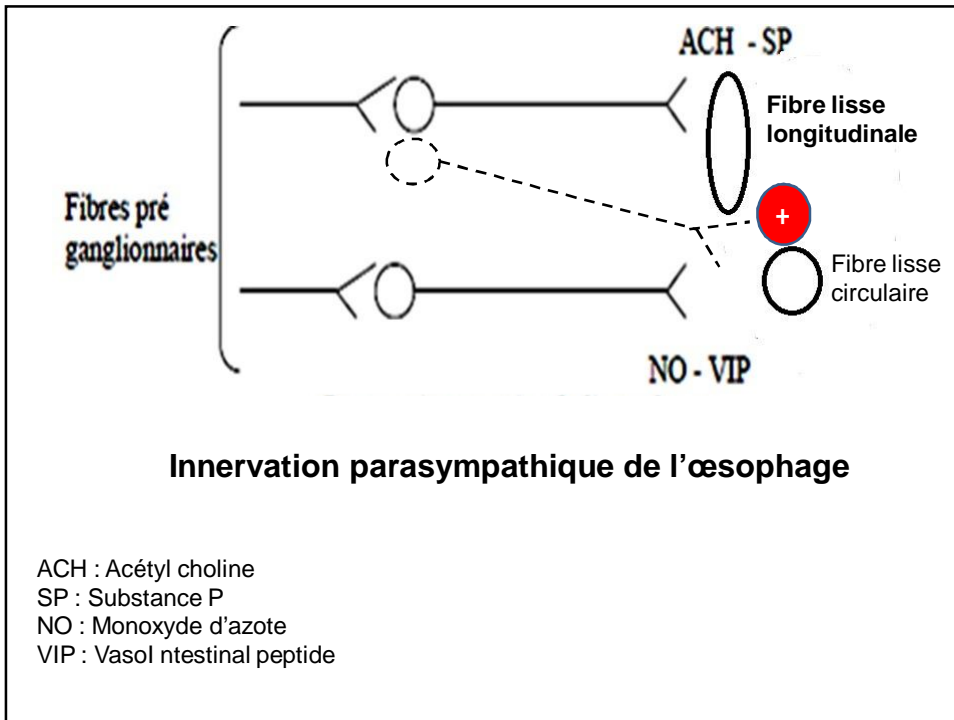 ACH - SP
Fibre lisse
longitudinale
Fibres pré
ganglionnaires
+
Fibre lisse
circulaire
NO - VIP
Innervation parasympathique de l'œsophage
ACH : Acétyl choline
SP : Substance P
NO : Monoxyde d'azote
VIP : VasoI ntestinal peptide